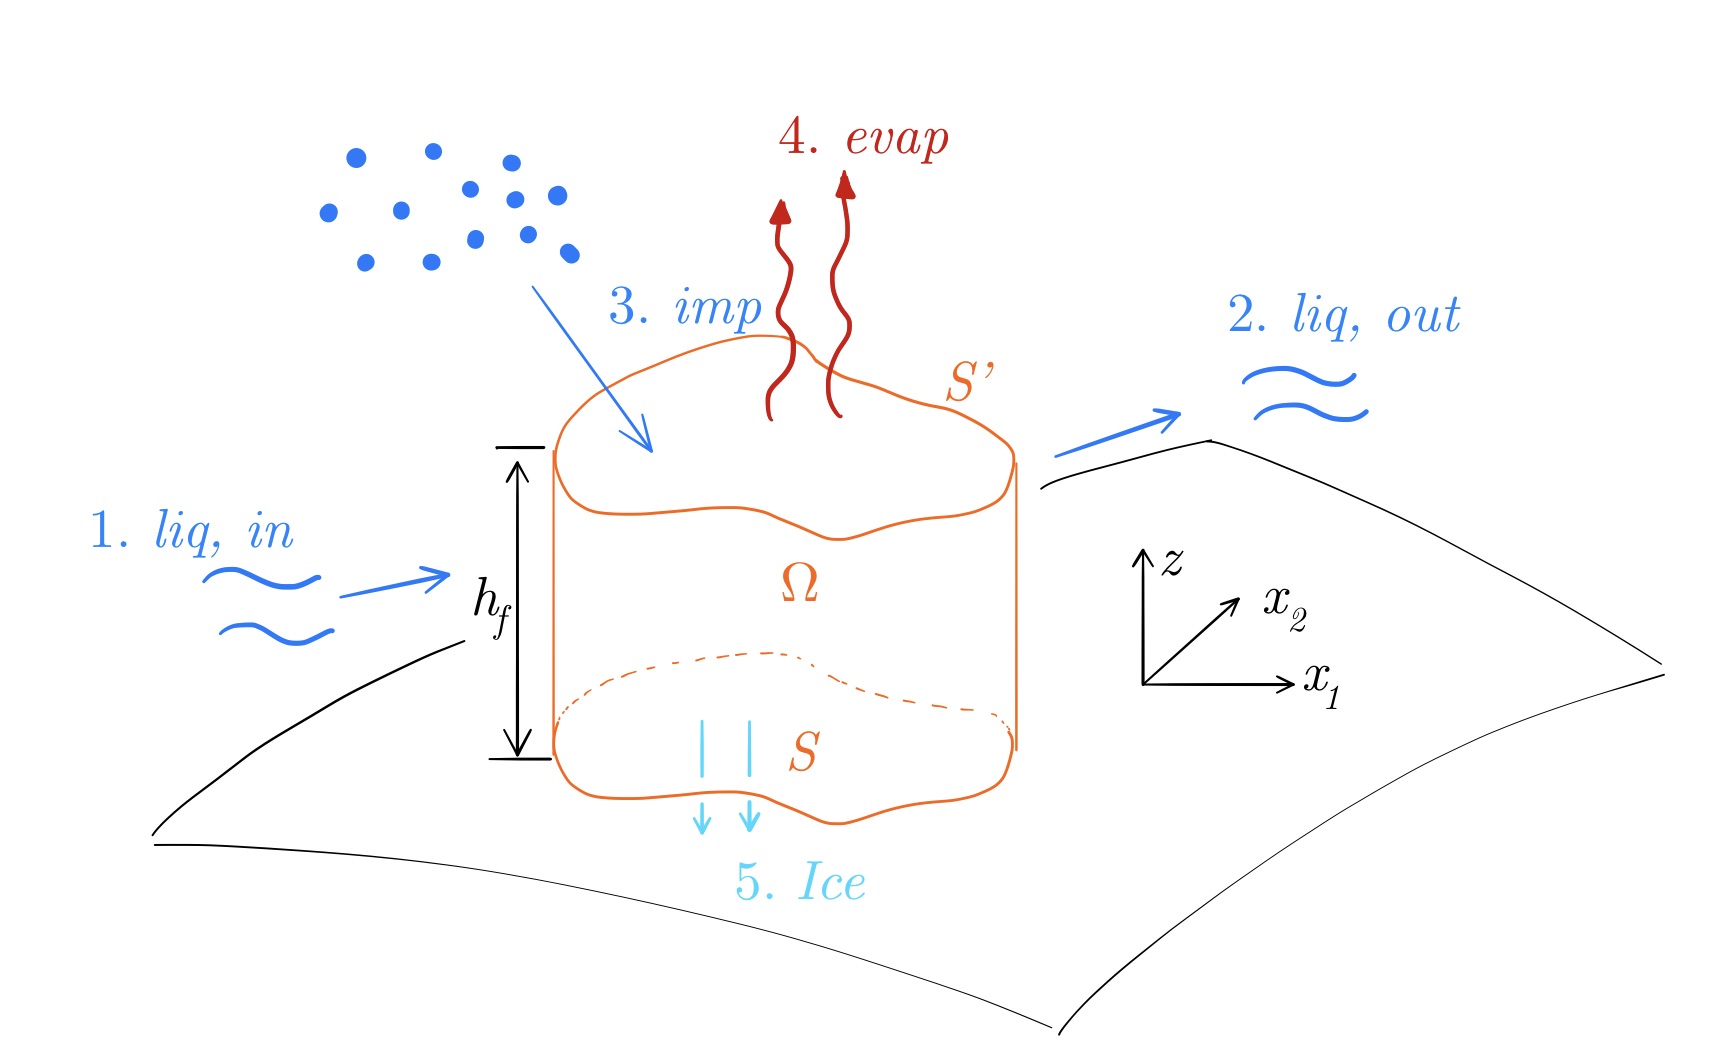 4. evap
3. imp
2. liq, out
S'
1. liq, in
h_f
Ω
z
x_2
x_1
S
5. Ice